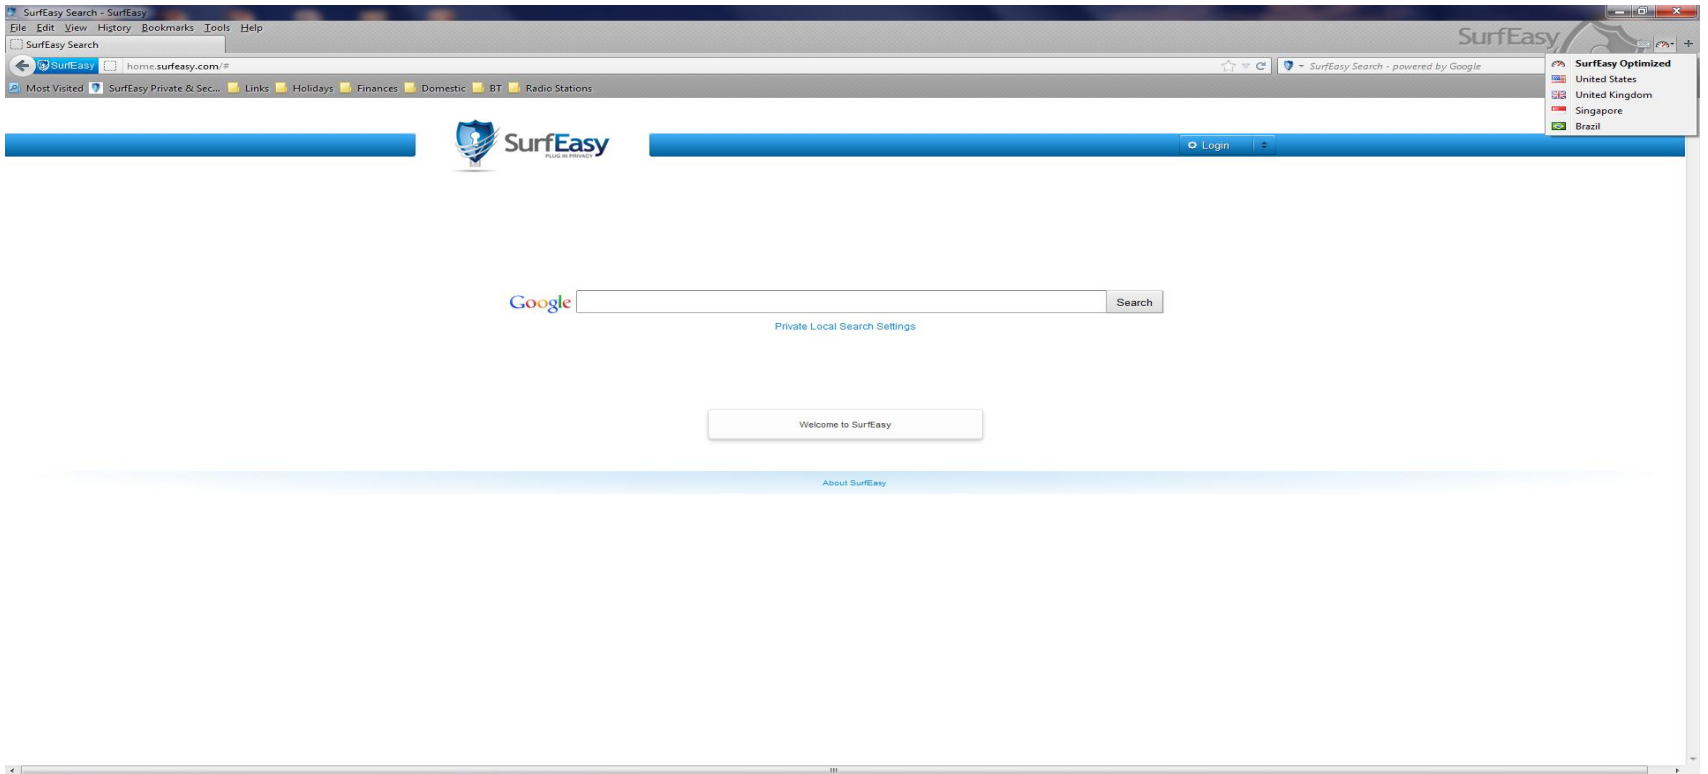 SurfEasy Search - SurfEasy
File Edit View History Bookmarks Tools Help
SurfEasy
SurfEasy Search
SurfEasy home.surfeasy.com/# SurfEasy Search - powered by Google
Most Visited SurfEasy Private & Sec... Links Holidays Finances Domestic BT Radio Stations
SurfEasy Optimized
United States
United Kingdom
Singapore
Brazil
SurfEasy
PLUG IN PRIVACY
Login
Google Search
Private Local Search Settings
Welcome to SurfEasy
About SurfEasy